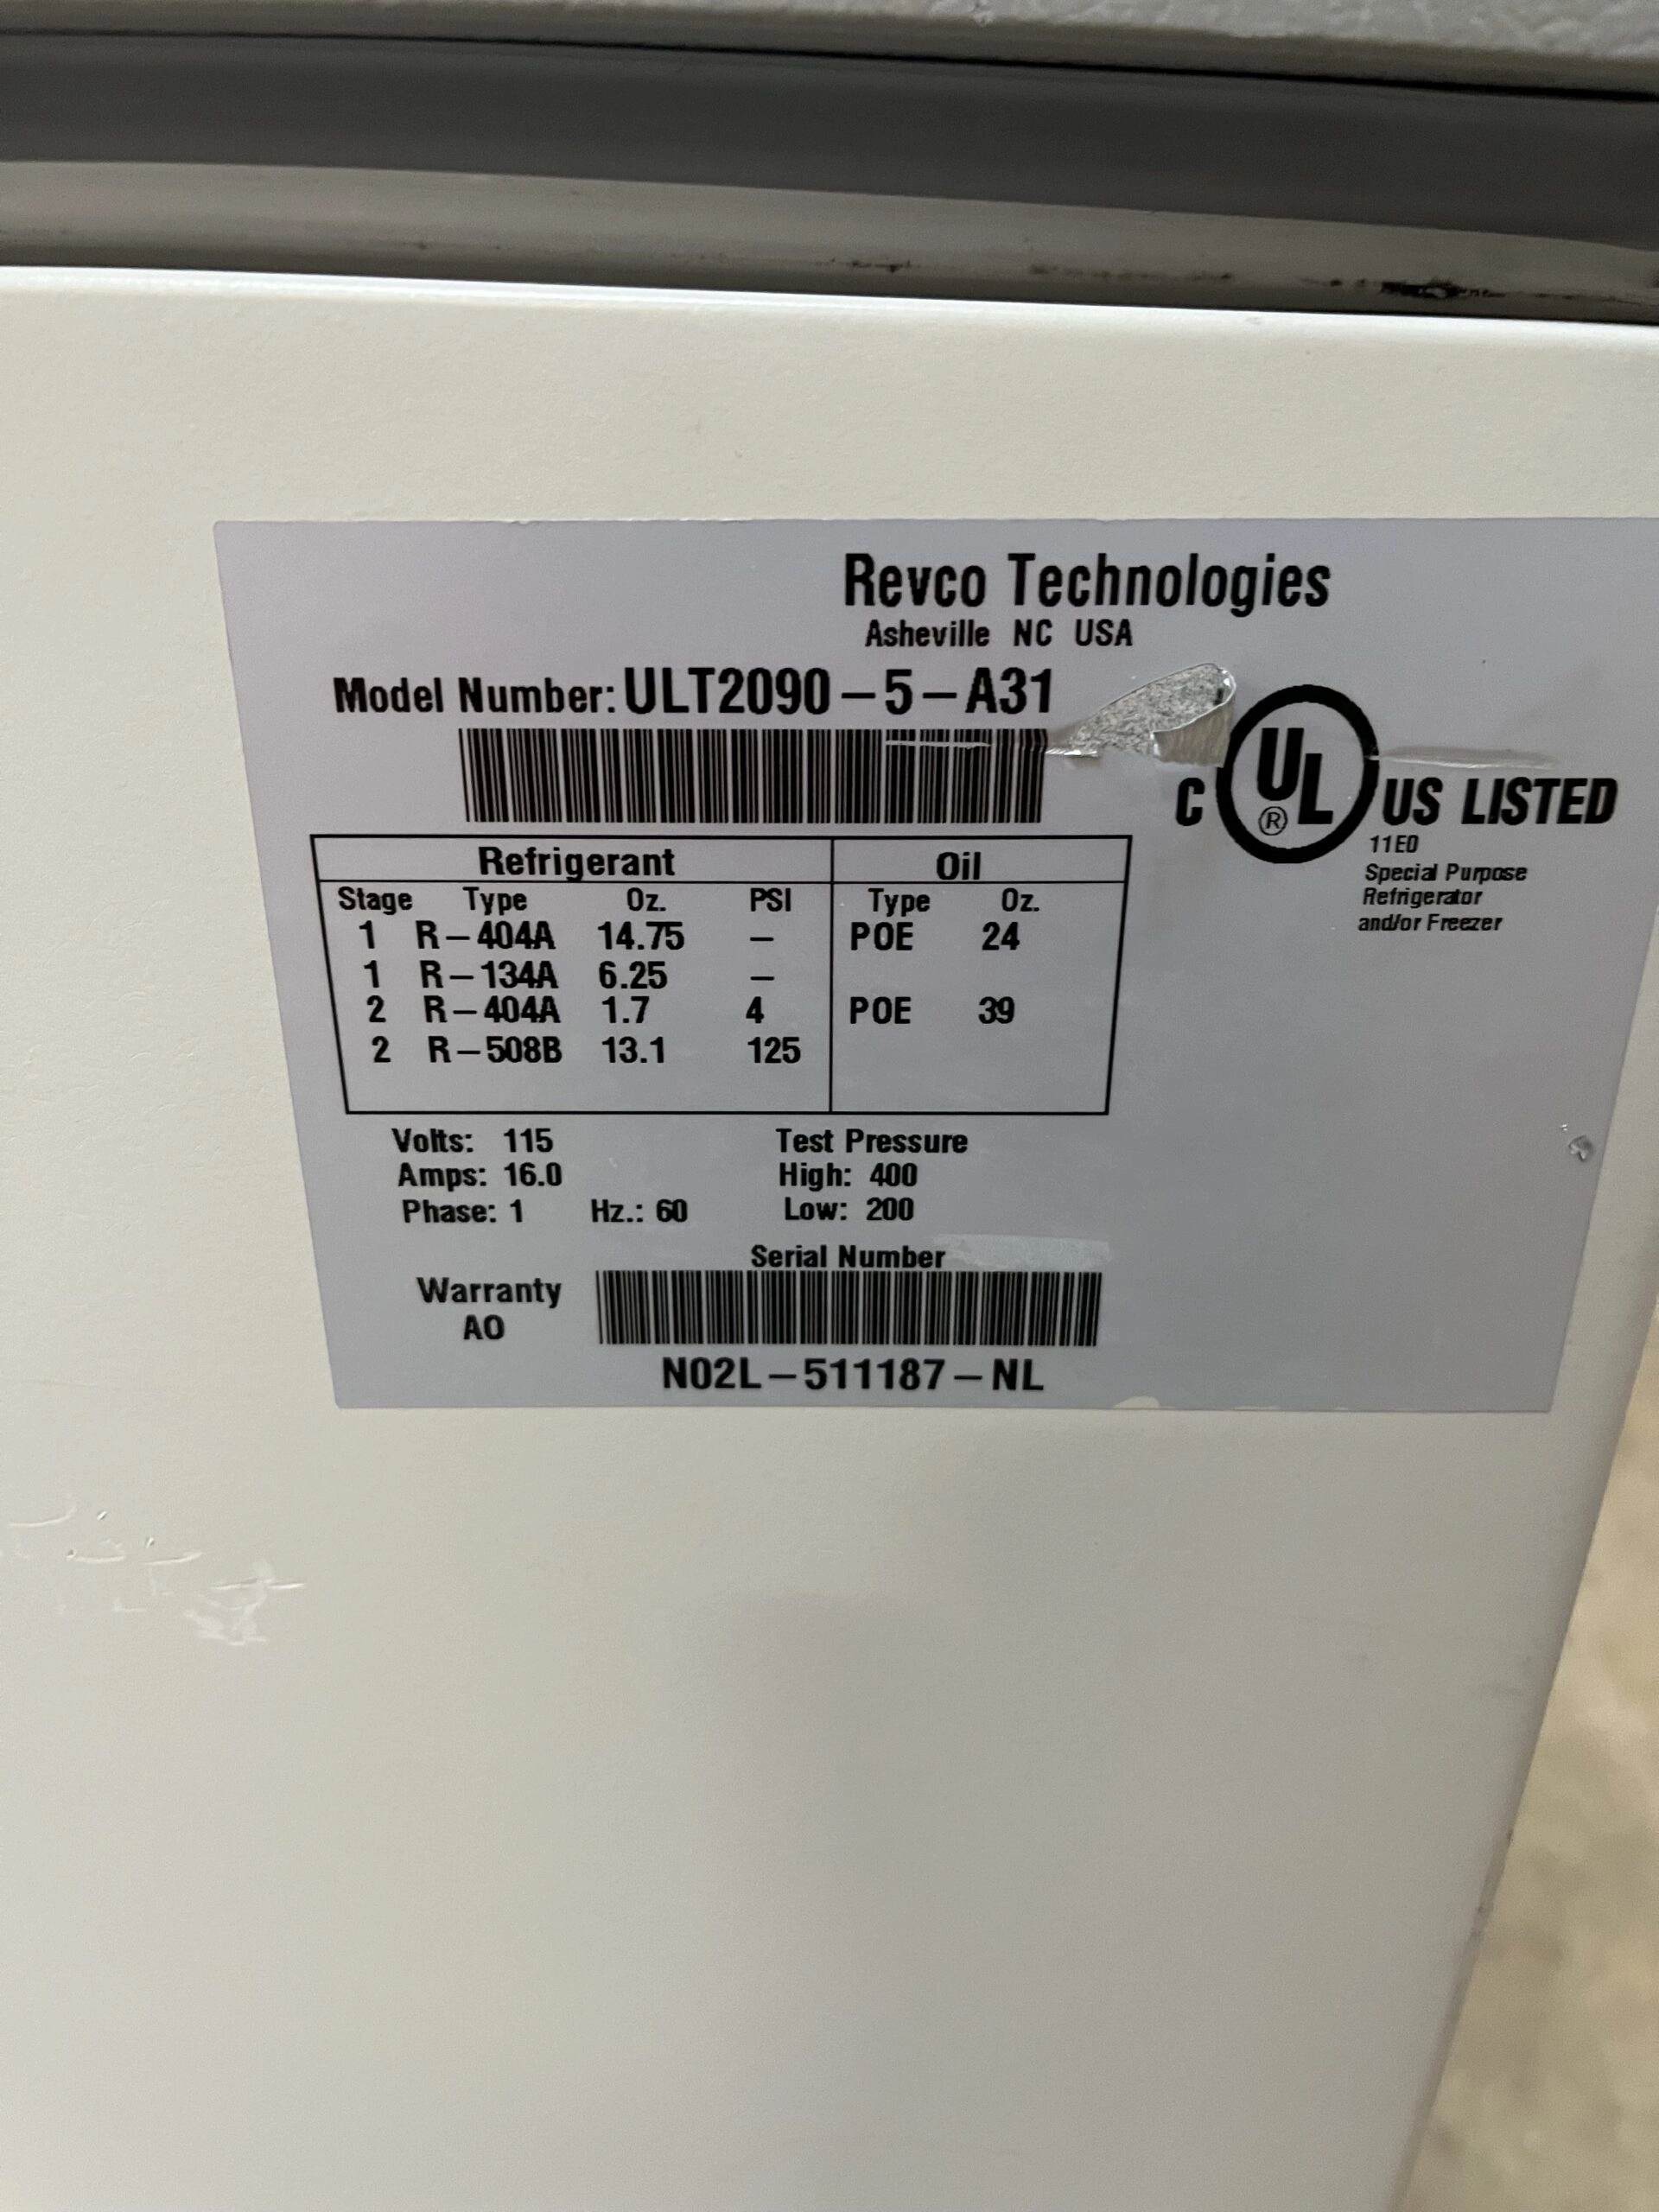 Revco Technologies
Asheville NC USA
Model Number: ULT2090-5-A31
C UL ® US LISTED
11E0
Special Purpose
Refrigerator
and/or Freezer
Refrigerant Oil
Stage Type Oz. PSI Type Oz.
1 R-404A 14.75 - POE 24
1 R-134A 6.25 -
2 R-404A 1.7 4 POE 39
2 R-508B 13.1 125
Volts: 115 Test Pressure
Amps: 16.0 High: 400
Phase: 1 Hz.: 60 Low: 200
Serial Number
Warranty
AO
N02L-511187-NL